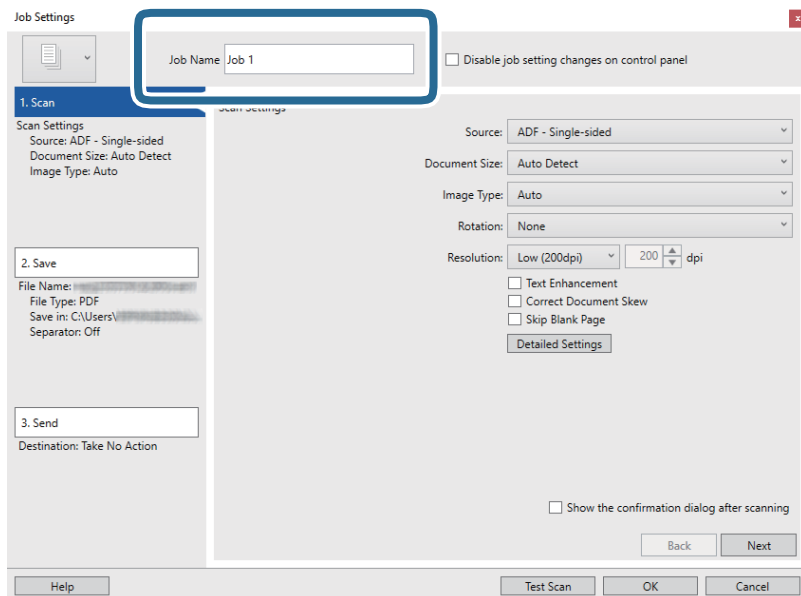 Job Settings
x
Job Name Job 1
Disable job setting changes on control panel
1. Scan
Scan Settings
Source: ADF - Single-sided
Document Size: Auto Detect
Image Type: Auto
2. Save
File Name:
File Type: PDF
Save in: C:\Users\
Separator: Off
3. Send
Destination: Take No Action
Scan Settings
Source: ADF - Single-sided
Document Size: Auto Detect
Image Type: Auto
Rotation: None
Resolution: Low (200dpi) 200 dpi
Text Enhancement
Correct Document Skew
Skip Blank Page
Detailed Settings
Show the confirmation dialog after scanning
Back Next
Help Test Scan OK Cancel